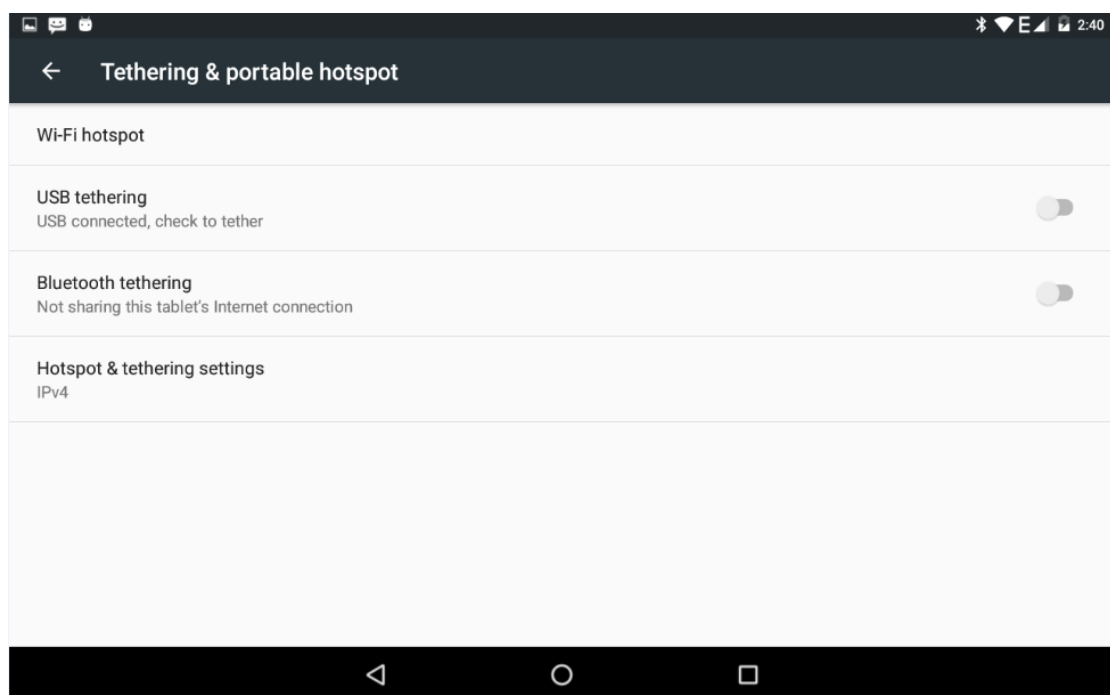 E 2:40
Tethering & portable hotspot
Wi-Fi hotspot
USB tethering
USB connected, check to tether
Bluetooth tethering
Not sharing this tablet's Internet connection
Hotspot & tethering settings
IPv4